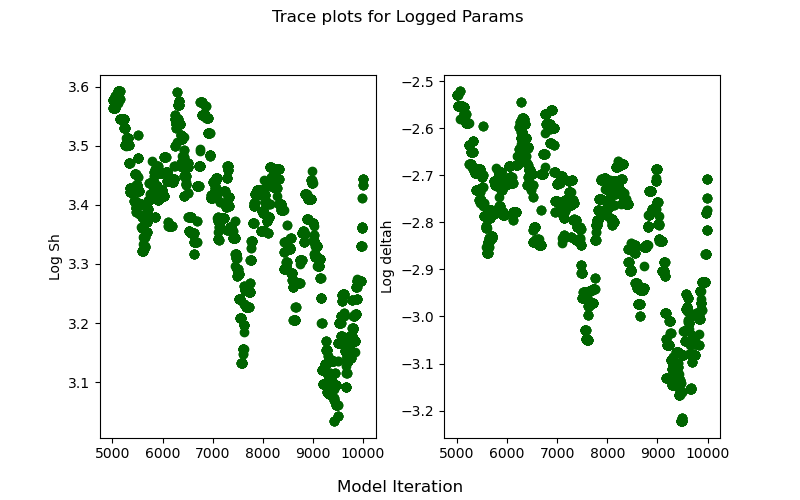 Trace plots for Logged Params
Log Sh
3.6
3.5
3.4
3.3
3.2
3.1
5000 6000 7000 8000 9000 10000
Log deltah
−2.5
−2.6
−2.7
−2.8
−2.9
−3.0
−3.1
−3.2
5000 6000 7000 8000 9000 10000
Model Iteration